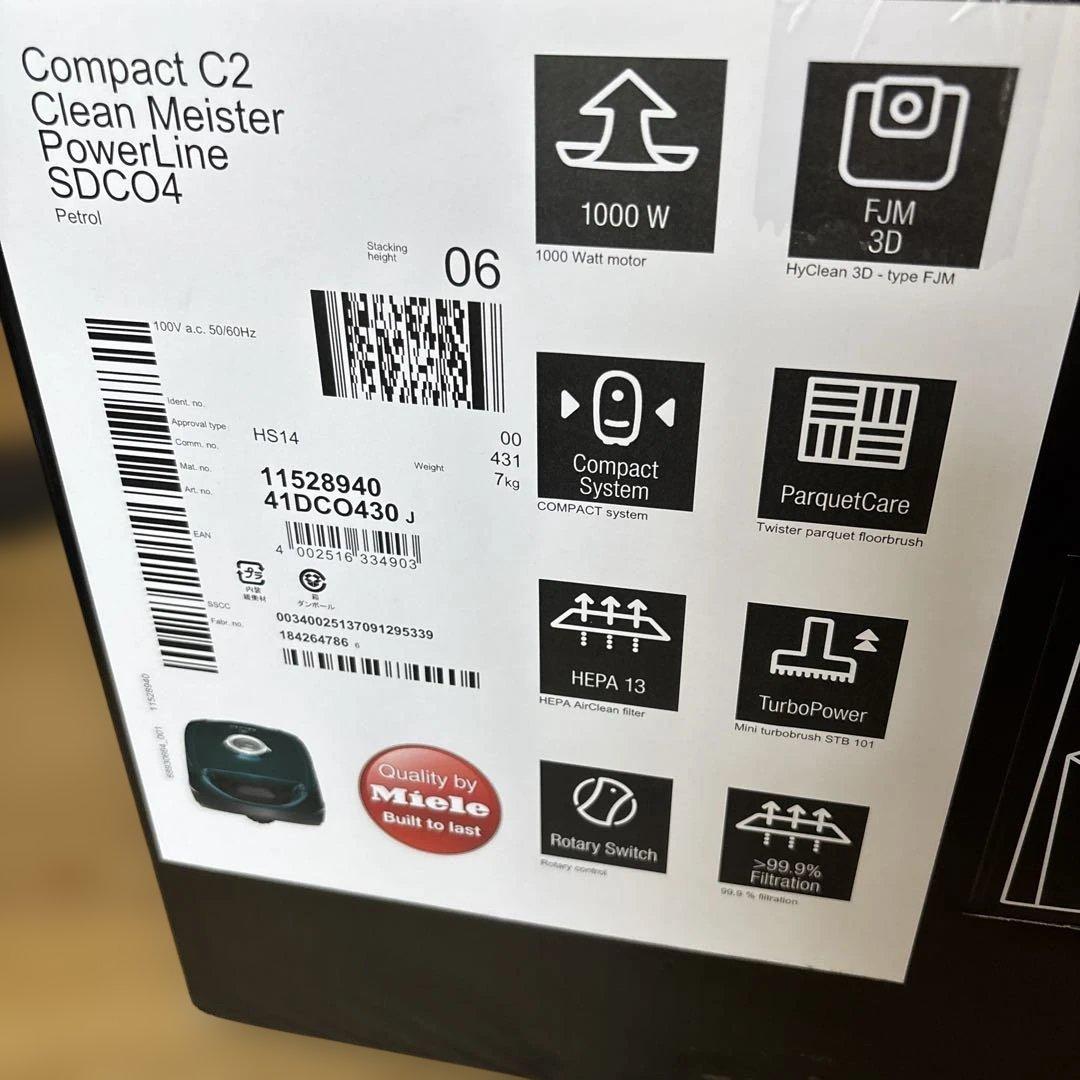 Compact C2
Clean Meister
PowerLine
SDCO4
Petrol
Stacking
height
06
100V a.c. 50/60Hz
Ident. no.
Approval type
HS14
00
Comm. no.
431
Weight
7kg
Mat. no.
11528940
Art. no.
41DCO430 J
EAN
4 002516 334903
プラ
内装
緩衝材
箱
ダンボール
SSCC
00340025137091295339
Fabr. no.
184264786 6
11528940
Quality by
Miele
Built to last
1000 W
1000 Watt motor
FJM
3D
HyClean 3D - type FJM
Compact
System
COMPACT system
ParquetCare
Twister parquet floorbrush
HEPA 13
HEPA AirClean filter
TurboPower
Mini turbobrush STB 101
Rotary Switch
Rotary control
>99.9%
Filtration
99.9 % filtration